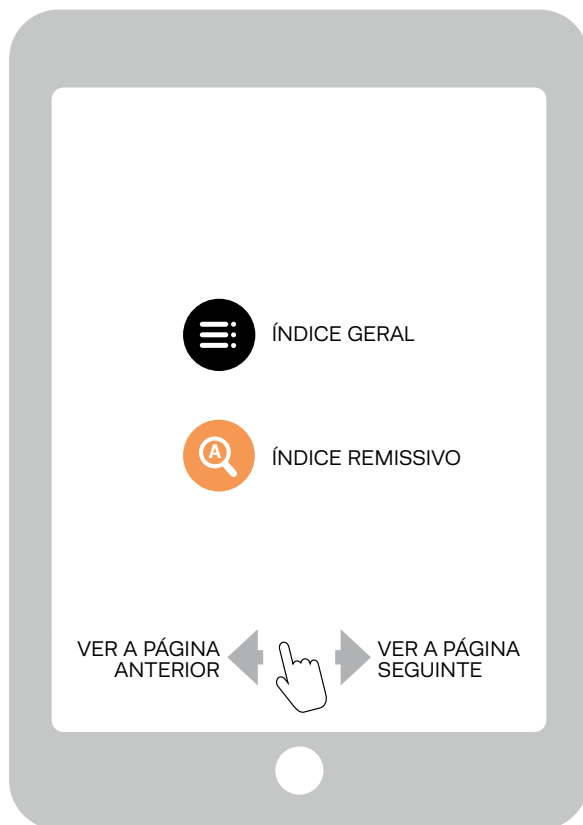 ÍNDICE GERAL
A
ÍNDICE REMISSIVO
VER A PÁGINA
ANTERIOR
VER A PÁGINA
SEGUINTE